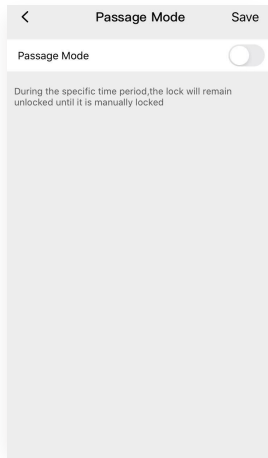 Passage Mode Save
Passage Mode
During the specific time period,the lock will remain
unlocked until it is manually locked